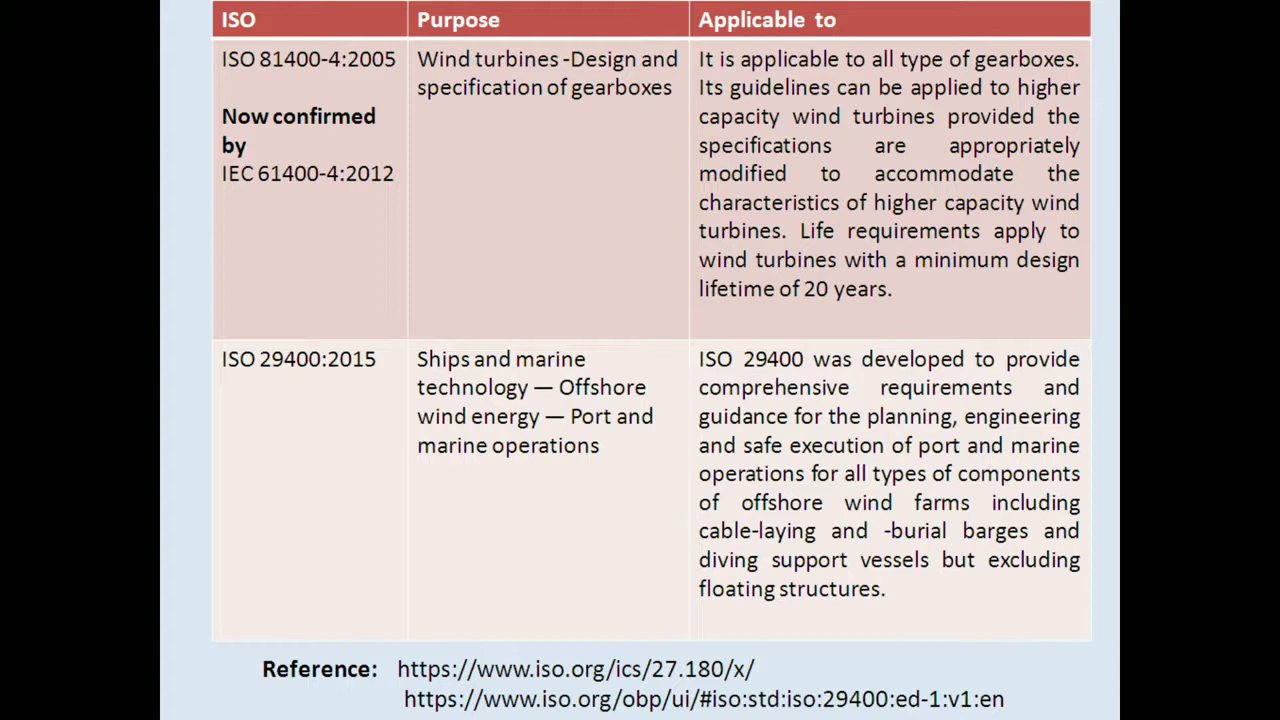 ISO
Purpose
Applicable to
ISO 81400-4:2005
Now confirmed
by
IEC 61400-4:2012
Wind turbines -Design and
specification of gearboxes
It is applicable to all type of gearboxes.
Its guidelines can be applied to higher
capacity wind turbines provided the
specifications are appropriately
modified to accommodate the
characteristics of higher capacity wind
turbines. Life requirements apply to
wind turbines with a minimum design
lifetime of 20 years.
ISO 29400:2015
Ships and marine
technology — Offshore
wind energy — Port and
marine operations
ISO 29400 was developed to provide
comprehensive requirements and
guidance for the planning, engineering
and safe execution of port and marine
operations for all types of components
of offshore wind farms including
cable-laying and -burial barges and
diving support vessels but excluding
floating structures.
Reference: https://www.iso.org/ics/27.180/x/
https://www.iso.org/obp/ui/#iso:std:iso:29400:ed-1:v1:en